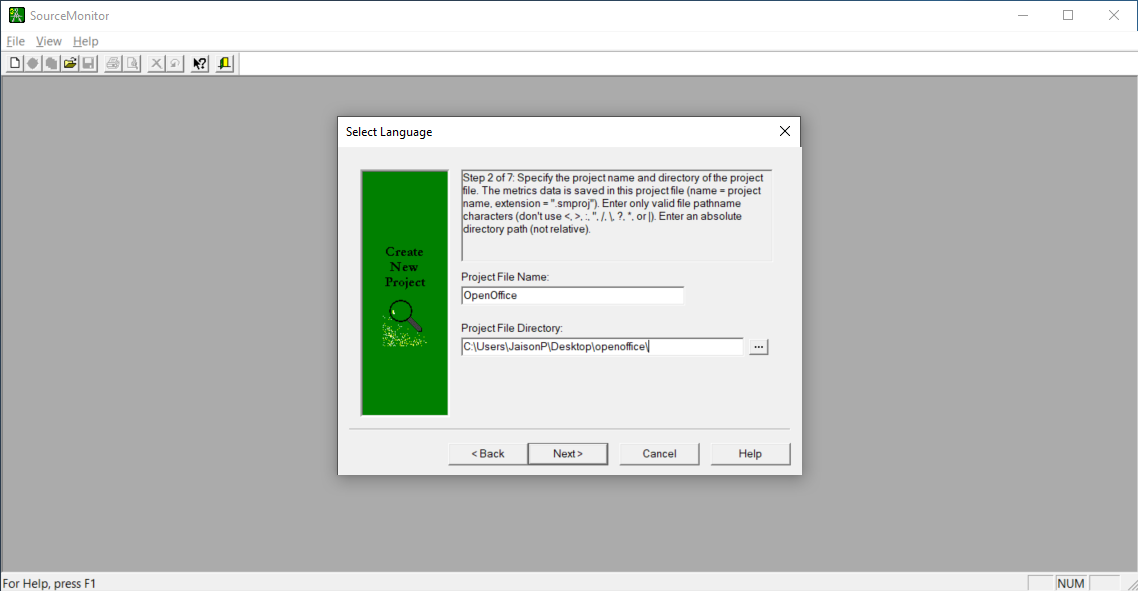 SourceMonitor
File View Help
Select Language
Step 2 of 7: Specify the project name and directory of the project
file. The metrics data is saved in this project file (name = project
name, extension = ".smproj"). Enter only valid file pathname
characters (don't use <, >, :, ", /, \, ?, *, or |). Enter an absolute
directory path (not relative).
Create
New
Project
Project File Name:
OpenOffice
Project File Directory:
C:\Users\JaisonP\Desktop\openoffice\
...
< Back Next > Cancel Help
For Help, press F1
NUM